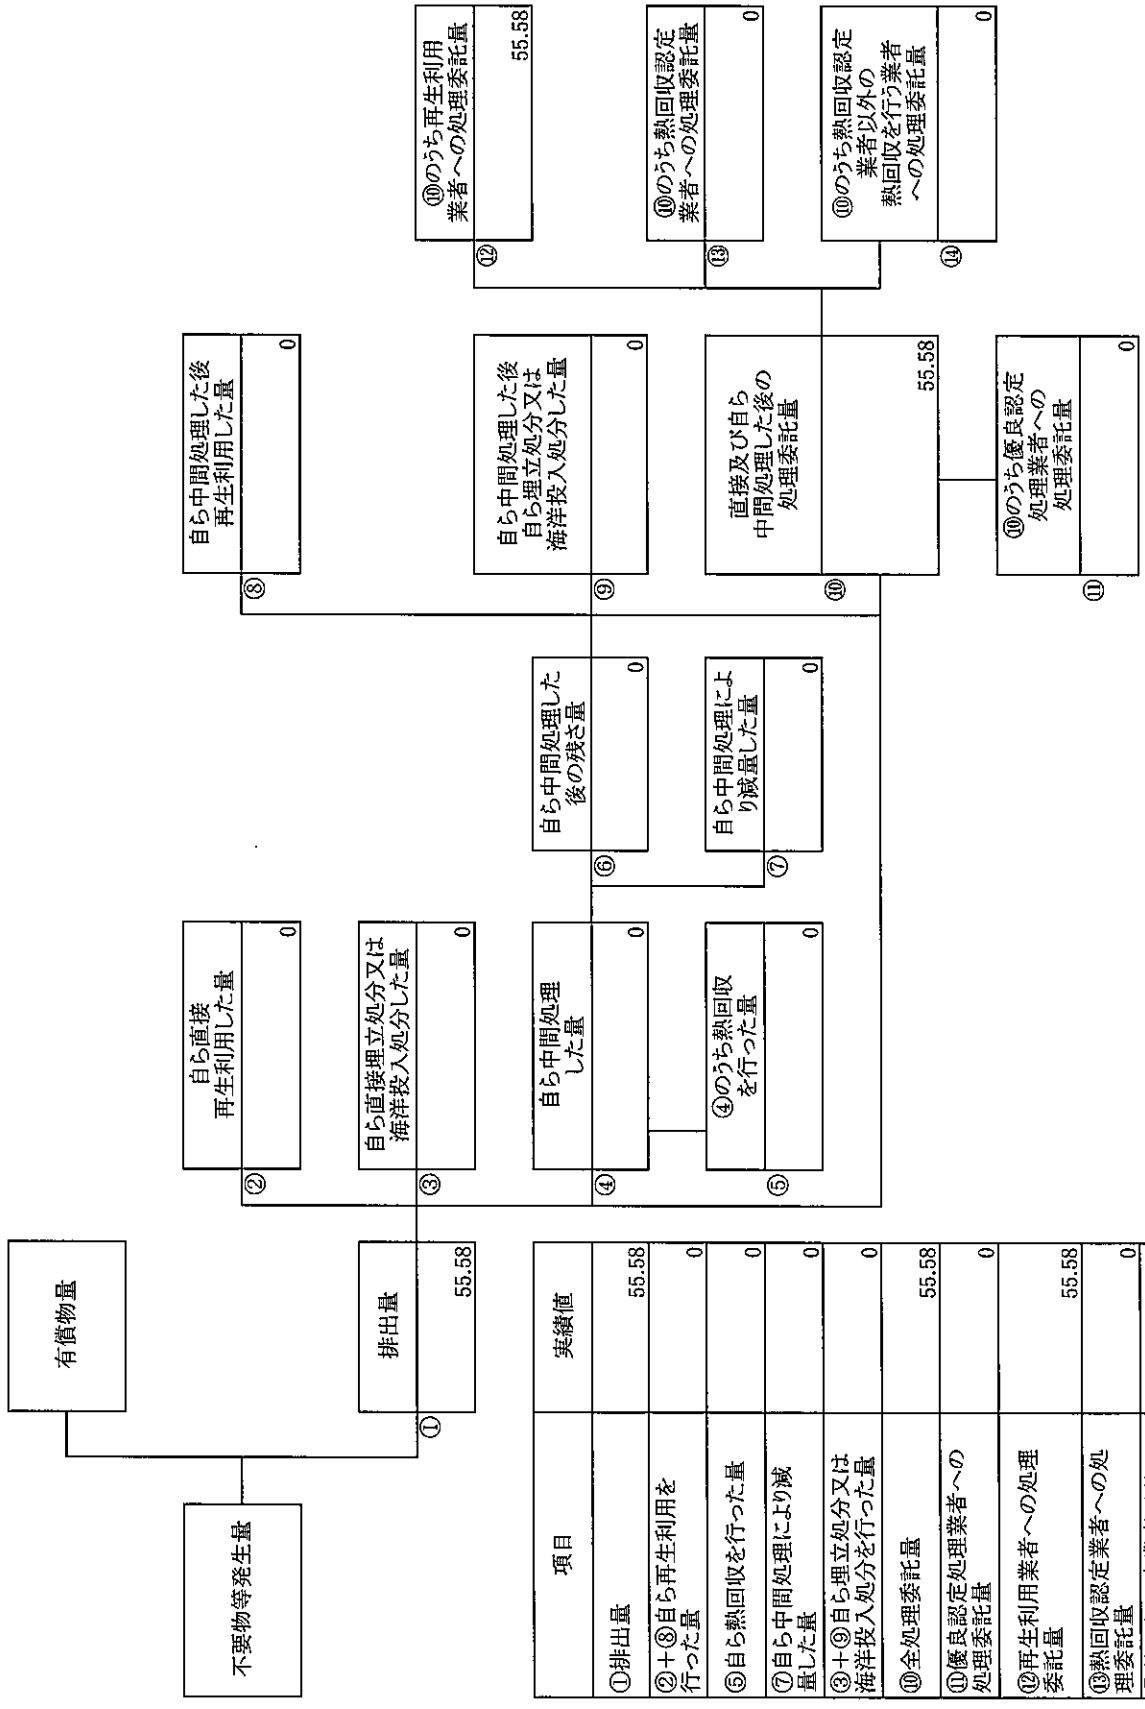 有償物量
不要物等発生量
①
排出量
55.58
②
自ら直接
再生利用した量
0
③
自ら直接埋立処分又は
海洋投入処分した量
0
④
自ら中間処理
した量
0
⑤
④のうち熱回収
を行った量
0
⑥
自ら中間処理した
後の残さ量
0
⑦
自ら中間処理によ
り減量した量
0
⑧
自ら中間処理した後
再生利用した量
0
⑨
自ら中間処理した後
自ら埋立処分又は
海洋投入処分した量
0
⑩
直接及び自ら
中間処理した後の
処理委託量
55.58
⑪
⑩のうち優良認定
処理業者への
処理委託量
0
⑫
⑩のうち再生利用
業者への処理委託量
55.58
⑬
⑩のうち熱回収認定
業者への処理委託量
0
⑭
⑩のうち熱回収認定
業者以外の
熱回収を行う業者
への処理委託量
0
項目 実績値
①排出量 55.58
②+⑧自ら再生利用を
行った量 0
⑤自ら熱回収を行った量 0
⑦自ら中間処理により減
量した量 0
③+⑨自ら埋立処分又は
海洋投入処分を行った量 0
⑩全処理委託量 55.58
⑪優良認定処理業者への
処理委託量 0
⑫再生利用業者への処理
委託量 55.58
⑬熱回収認定業者への処
理委託量 0